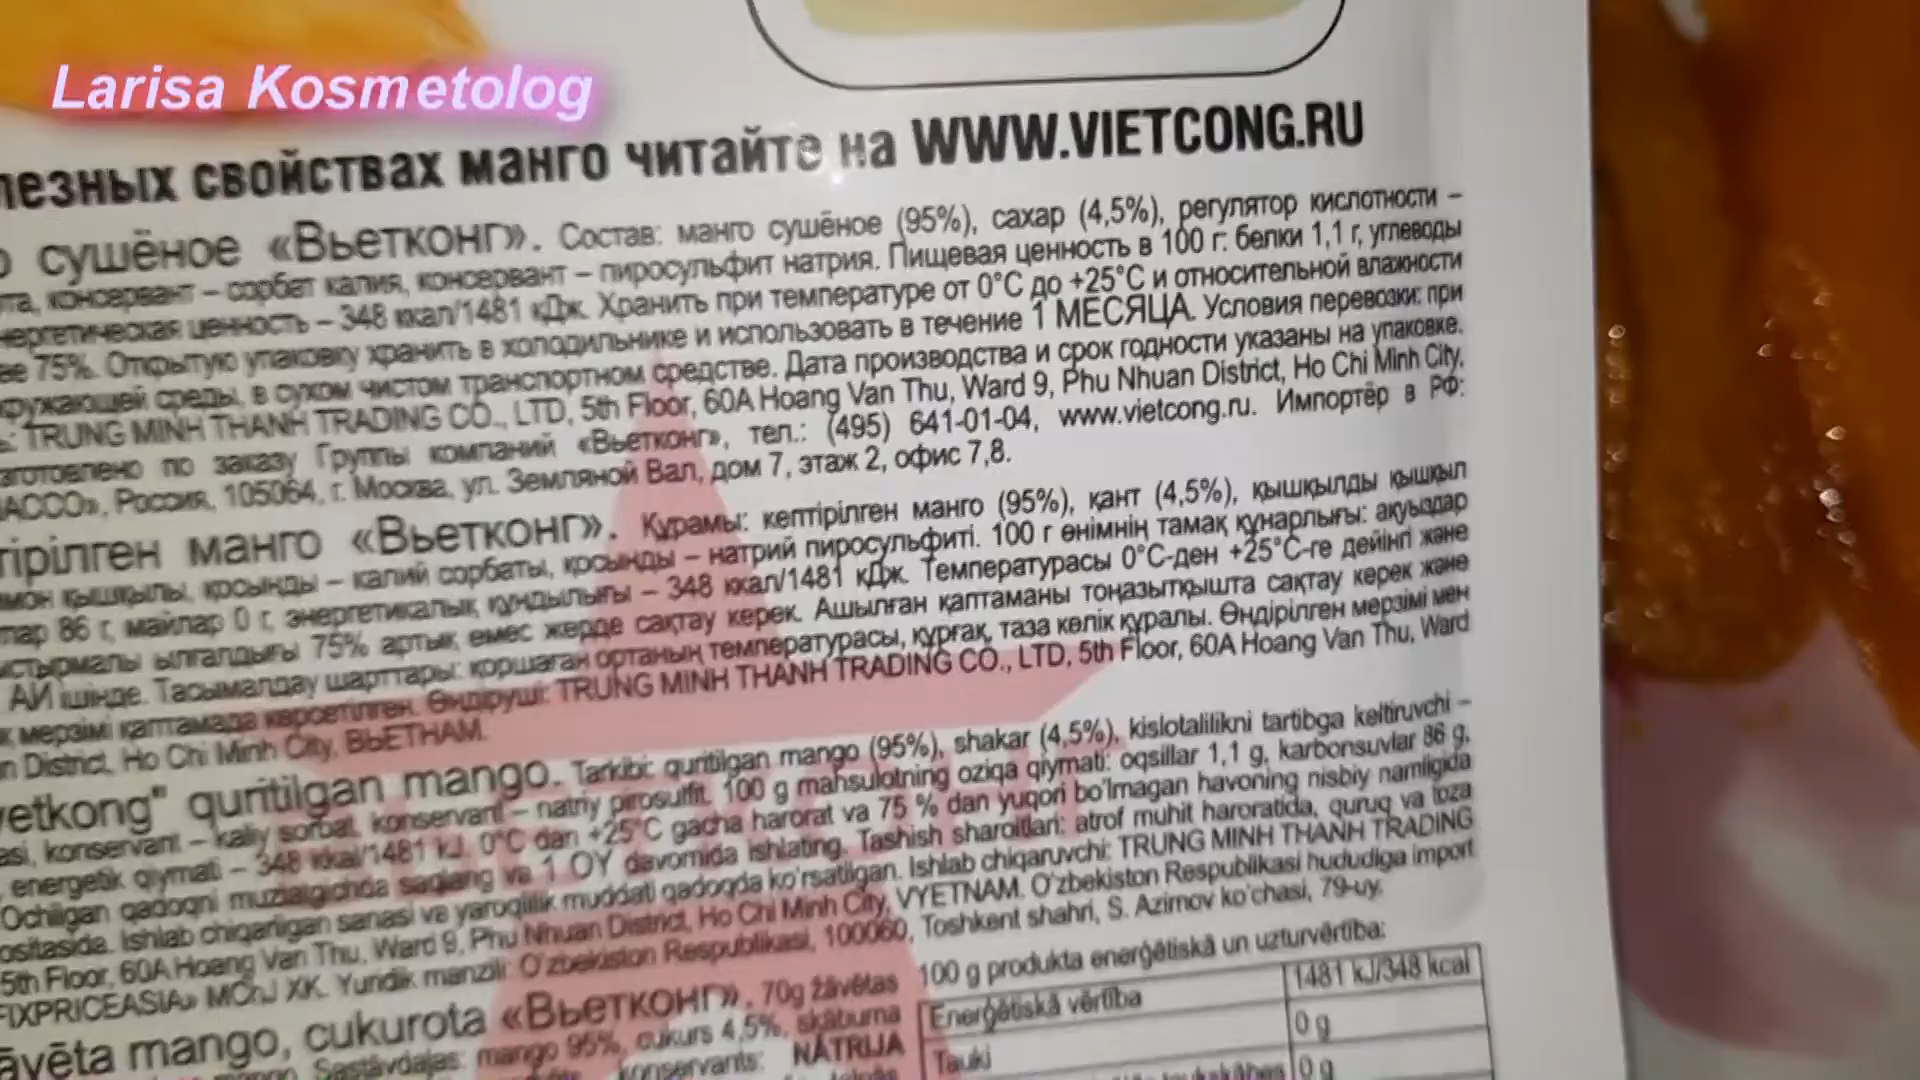 Larisa Kosmetolog
лезных свойствах манго читайте на WWW.VIETCONG.RU
сушёное «Вьетконг». Состав: манго сушёное (95%), сахар (4,5%), регулятор кислотности –
та, консервант – сорбат калия, консервант – пиросульфит натрия. Пищевая ценность в 100 г: белки 1,1 г, углеводы
нергетическая ценность – 348 ккал/1481 кДж. Хранить при температуре от 0°С до +25°С и относительной влажности
ее 75%. Открытую упаковку хранить в холодильнике и использовать в течение 1 МЕСЯЦА. Условия перевозки: при
кружающей среды, в сухом чистом транспортном средстве. Дата производства и срок годности указаны на упаковке.
ь: TRUNG MINH THANH TRADING CO., LTD, 5th Floor, 60A Hoang Van Thu, Ward 9, Phu Nhuan District, Ho Chi Minh City,
зготовлено по заказу Группы компаний «Вьетконг», тел.: (495) 641-01-04, www.vietcong.ru. Импортёр в РФ:
АССО», Россия, 105064, г. Москва, ул. Земляной Вал, дом 7, этаж 2, офис 7,8.
тірілген манго «Вьетконг». Құрамы: кептірілген манго (95%), қант (4,5%), қышқылды қышқыл
имон қышқылы, қосынды – калий сорбаты, қосынды – натрий пиросульфиті. 100 г өнімнің тамақ құнарлығы: ақуыздар
лар 86 г, майлар 0 г, энергетикалық құндылығы – 348 ккал/1481 кДж. Температурасы 0°С-ден +25°С-ге дейінгі және
ыстырмалы ылғалдығы 75% артық емес жерде сақтау керек. Ашылған қаптаманы тоңазытқышта сақтау керек және
АЙ ішінде. Тасымалдау шарттары: қоршаған ортаның температурасы, құрғақ, таза көлік құралы. Өндірілген мерзімі мен
қ мерзімі қаптамада көрсетілген. Өндіруші: TRUNG MINH THANH TRADING CO., LTD, 5th Floor, 60A Hoang Van Thu, Ward
n District, Ho Chi Minh City, ВЬЕТНАМ.
yetkong" quritilgan mango. Tarkibi: quritilgan mango (95%), shakar (4,5%), kislotalilikni tartibga keltiruvchi –
asi, konservant – kaliy sorbat, konservant – natriy pirosulfit. 100 g mahsulotning oziqa qiymati: oqsillar 1,1 g, karbonsuvlar 86 g,
energetik qiymati – 348 kkal/1481 kJ. 0°C dan +25°C gacha harorat va 75 % dan yuqori bo'lmagan havoning nisbiy namligida
Ochilgan qadoqni muzlatgichda saqlang va 1 OY davomida ishlating. Tashish sharoitlari: atrof muhit haroratida, quruq va toza
ositasida. Ishlab chiqarilgan sanasi va yaroqlilik muddati qadoqda ko'rsatilgan. Ishlab chiqaruvchi: TRUNG MINH THANH TRADING
5th Floor, 60A Hoang Van Thu, Ward 9, Phu Nhuan District, Ho Chi Minh City, VYETNAM. O'zbekiston Respublikasi hududiga import
FIXPRICEASIA» MChJ XK. Yuridik manzili: O'zbekiston Respublikasi, 100060, Toshkent shahri, S. Azimov ko'chasi, 79-uy.
āvēta mango, cukurota «Вьетконг». 70g žāvētas
Sastāvdaļas: mango 95%, cukurs 4,5%, skābuma
konservants: NĀTRIJA
100 g produkta enerģētiskā un uzturvērtība:
Enerģētiskā vērtība 1481 kJ/348 kcal
Tauki 0 g
0 g